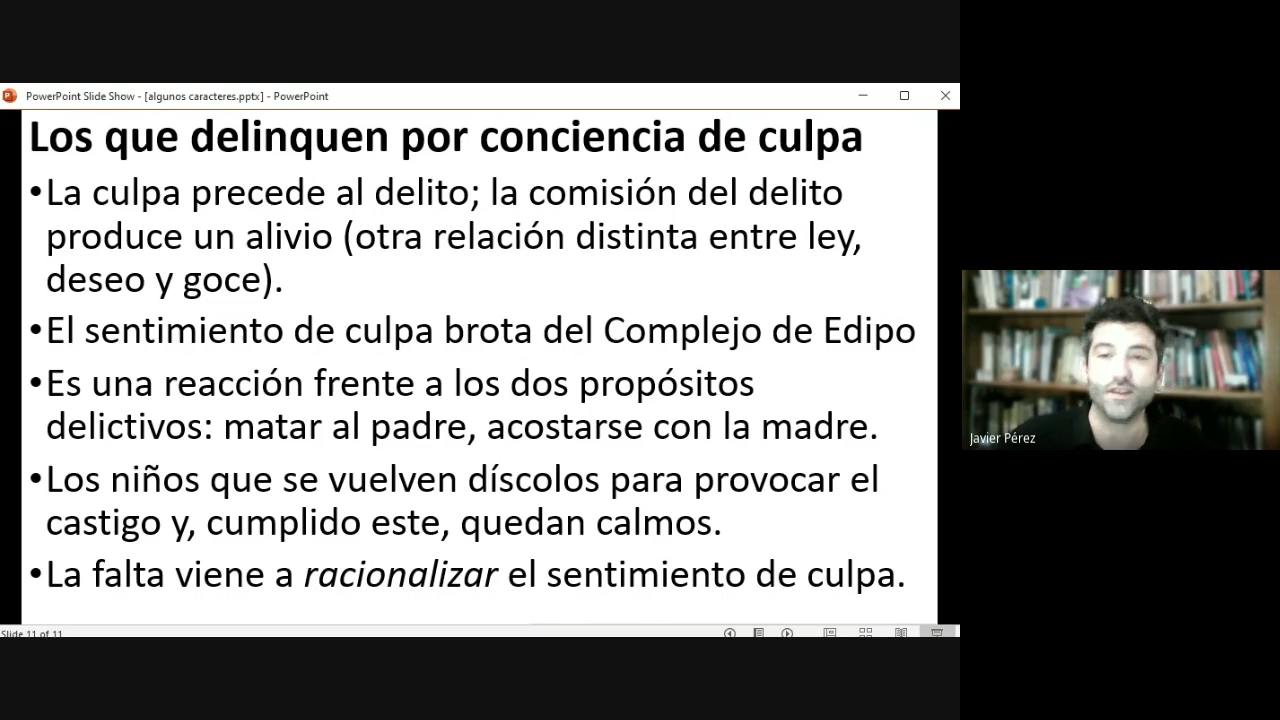 PowerPoint Slide Show - [algunos caracteres.pptx] - PowerPoint
Los que delinquen por conciencia de culpa
•La culpa precede al delito; la comisión del delito
produce un alivio (otra relación distinta entre ley,
deseo y goce).
•El sentimiento de culpa brota del Complejo de Edipo
•Es una reacción frente a los dos propósitos
delictivos: matar al padre, acostarse con la madre.
•Los niños que se vuelven díscolos para provocar el
castigo y, cumplido este, quedan calmos.
•La falta viene a racionalizar el sentimiento de culpa.
Slide 11 of 11
Javier Pérez